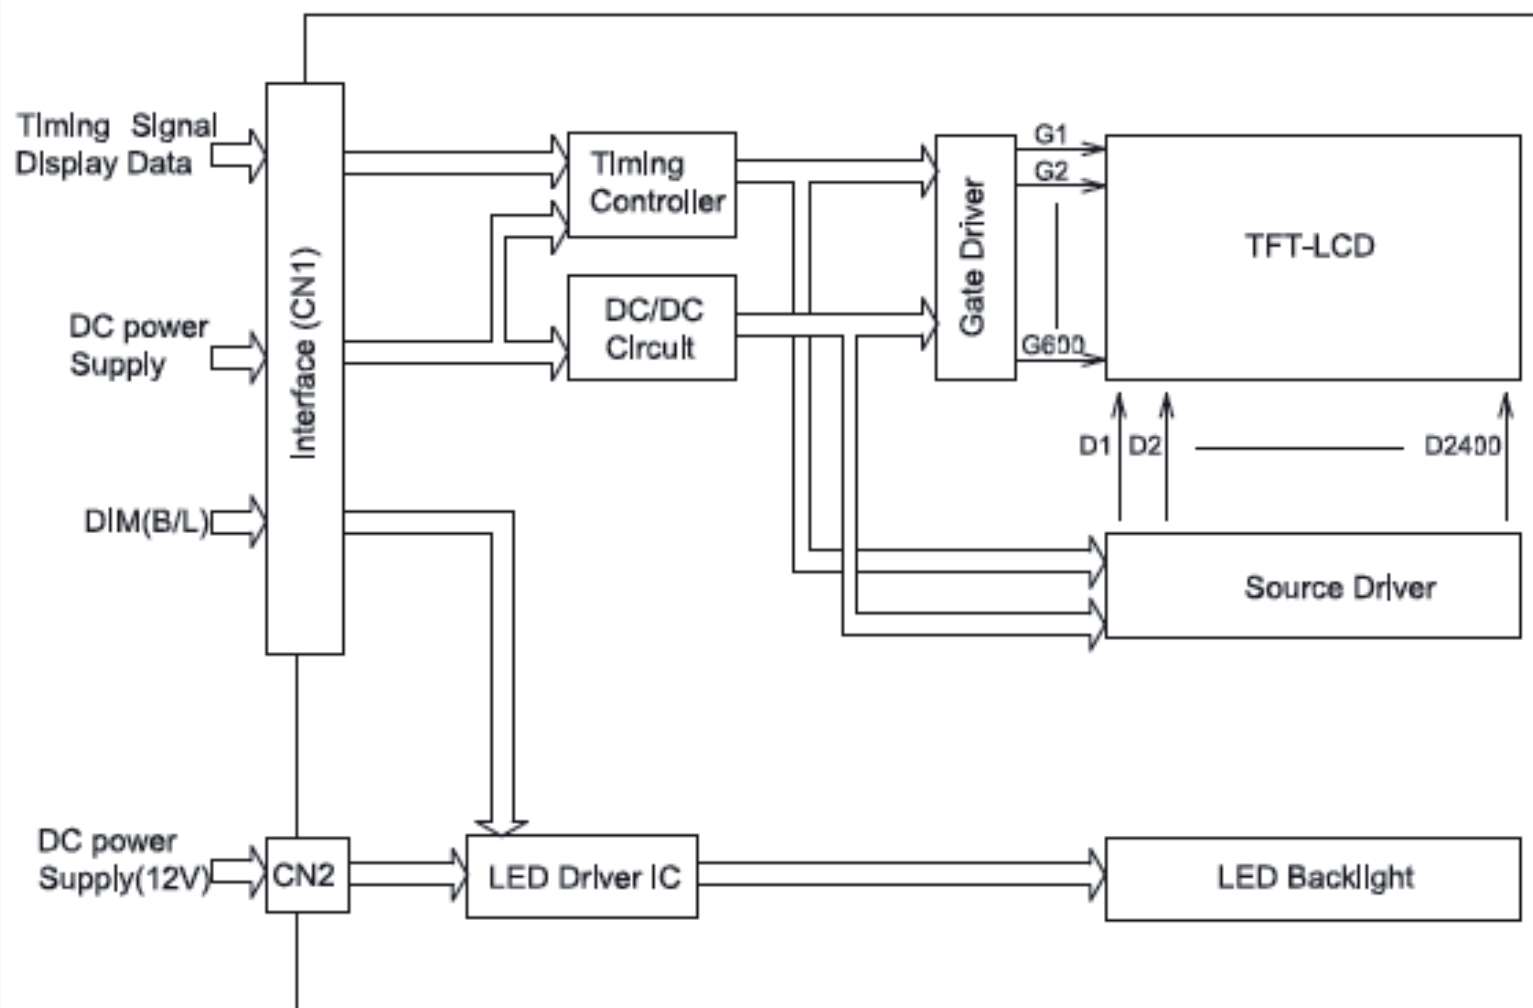 Timing Signal
Display Data
DC power
Supply
DIM(B/L)
DC power
Supply(12V)
Interface (CN1)
CN2
Timing
Controller
DC/DC
Circuit
LED Driver IC
Gate Driver
G1
G2
G600
TFT-LCD
D1
D2
D2400
Source Driver
LED Backlight